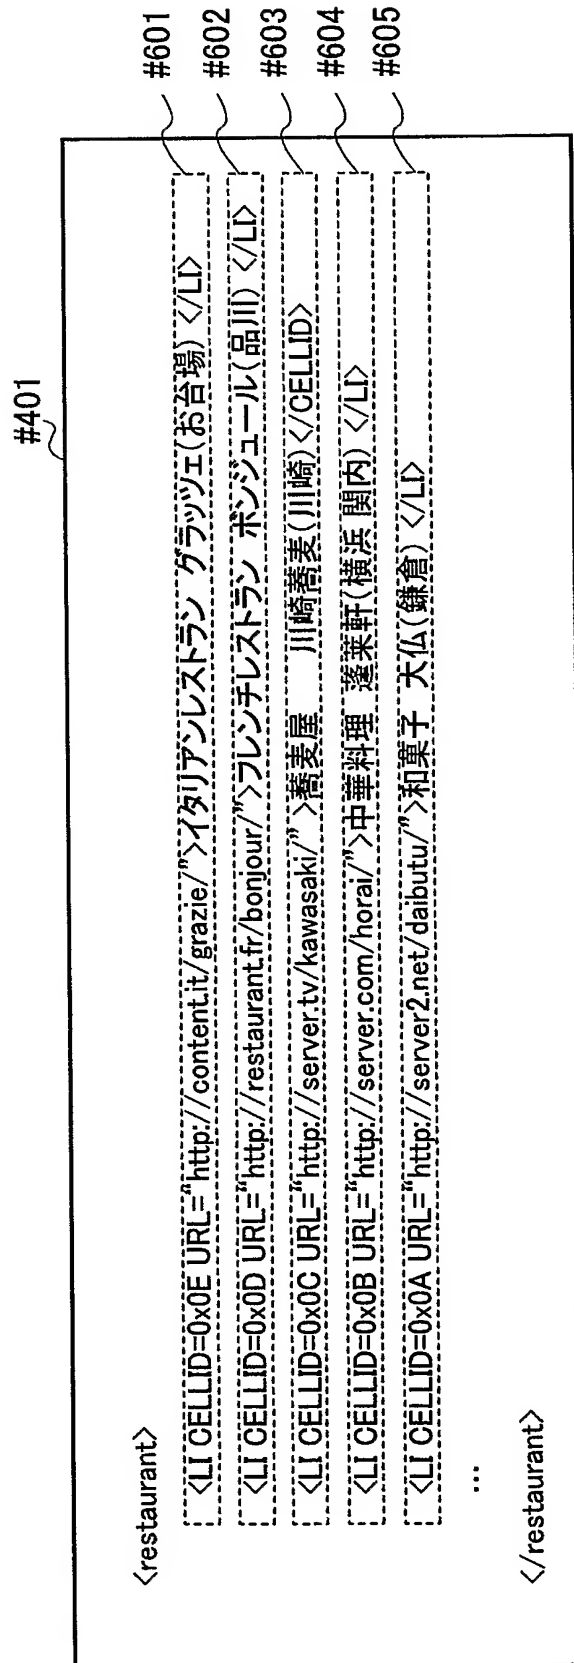 #401
<restaurant>
<LI CELLID=0x0E URL="http://content.it/grazie/">イタリアンレストラン グラッツェ(お台場) </LI> #601
<LI CELLID=0x0D URL="http://restaurant.fr/bonjour/">フレンチレストラン ボンジュール(品川) </LI> #602
<LI CELLID=0x0C URL="http://server.tv/kawasaki/" >蕎麦屋 川崎蕎麦(川崎)</CELLID> #603
<LI CELLID=0x0B URL="http://server.com/horai/">中華料理 蓬莱軒(横浜 関内) </LI> #604
<LI CELLID=0x0A URL="http://server2.net/daibutu/">和菓子 大仏(鎌倉) </LI> #605
...
</restaurant>